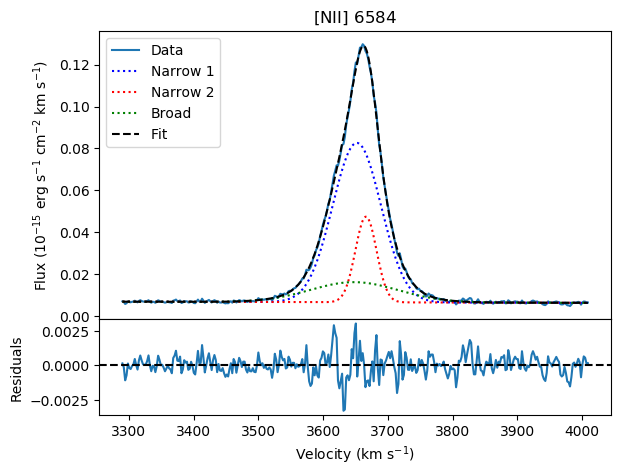 [NII] 6584
Data
Narrow 1
Narrow 2
Broad
Fit
Flux (10⁻¹⁵ erg s⁻¹ cm⁻² km s⁻¹)
0.12
0.10
0.08
0.06
0.04
0.02
0.00
Residuals
0.0025
0.0000
−0.0025
3300 3400 3500 3600 3700 3800 3900 4000
Velocity (km s⁻¹)